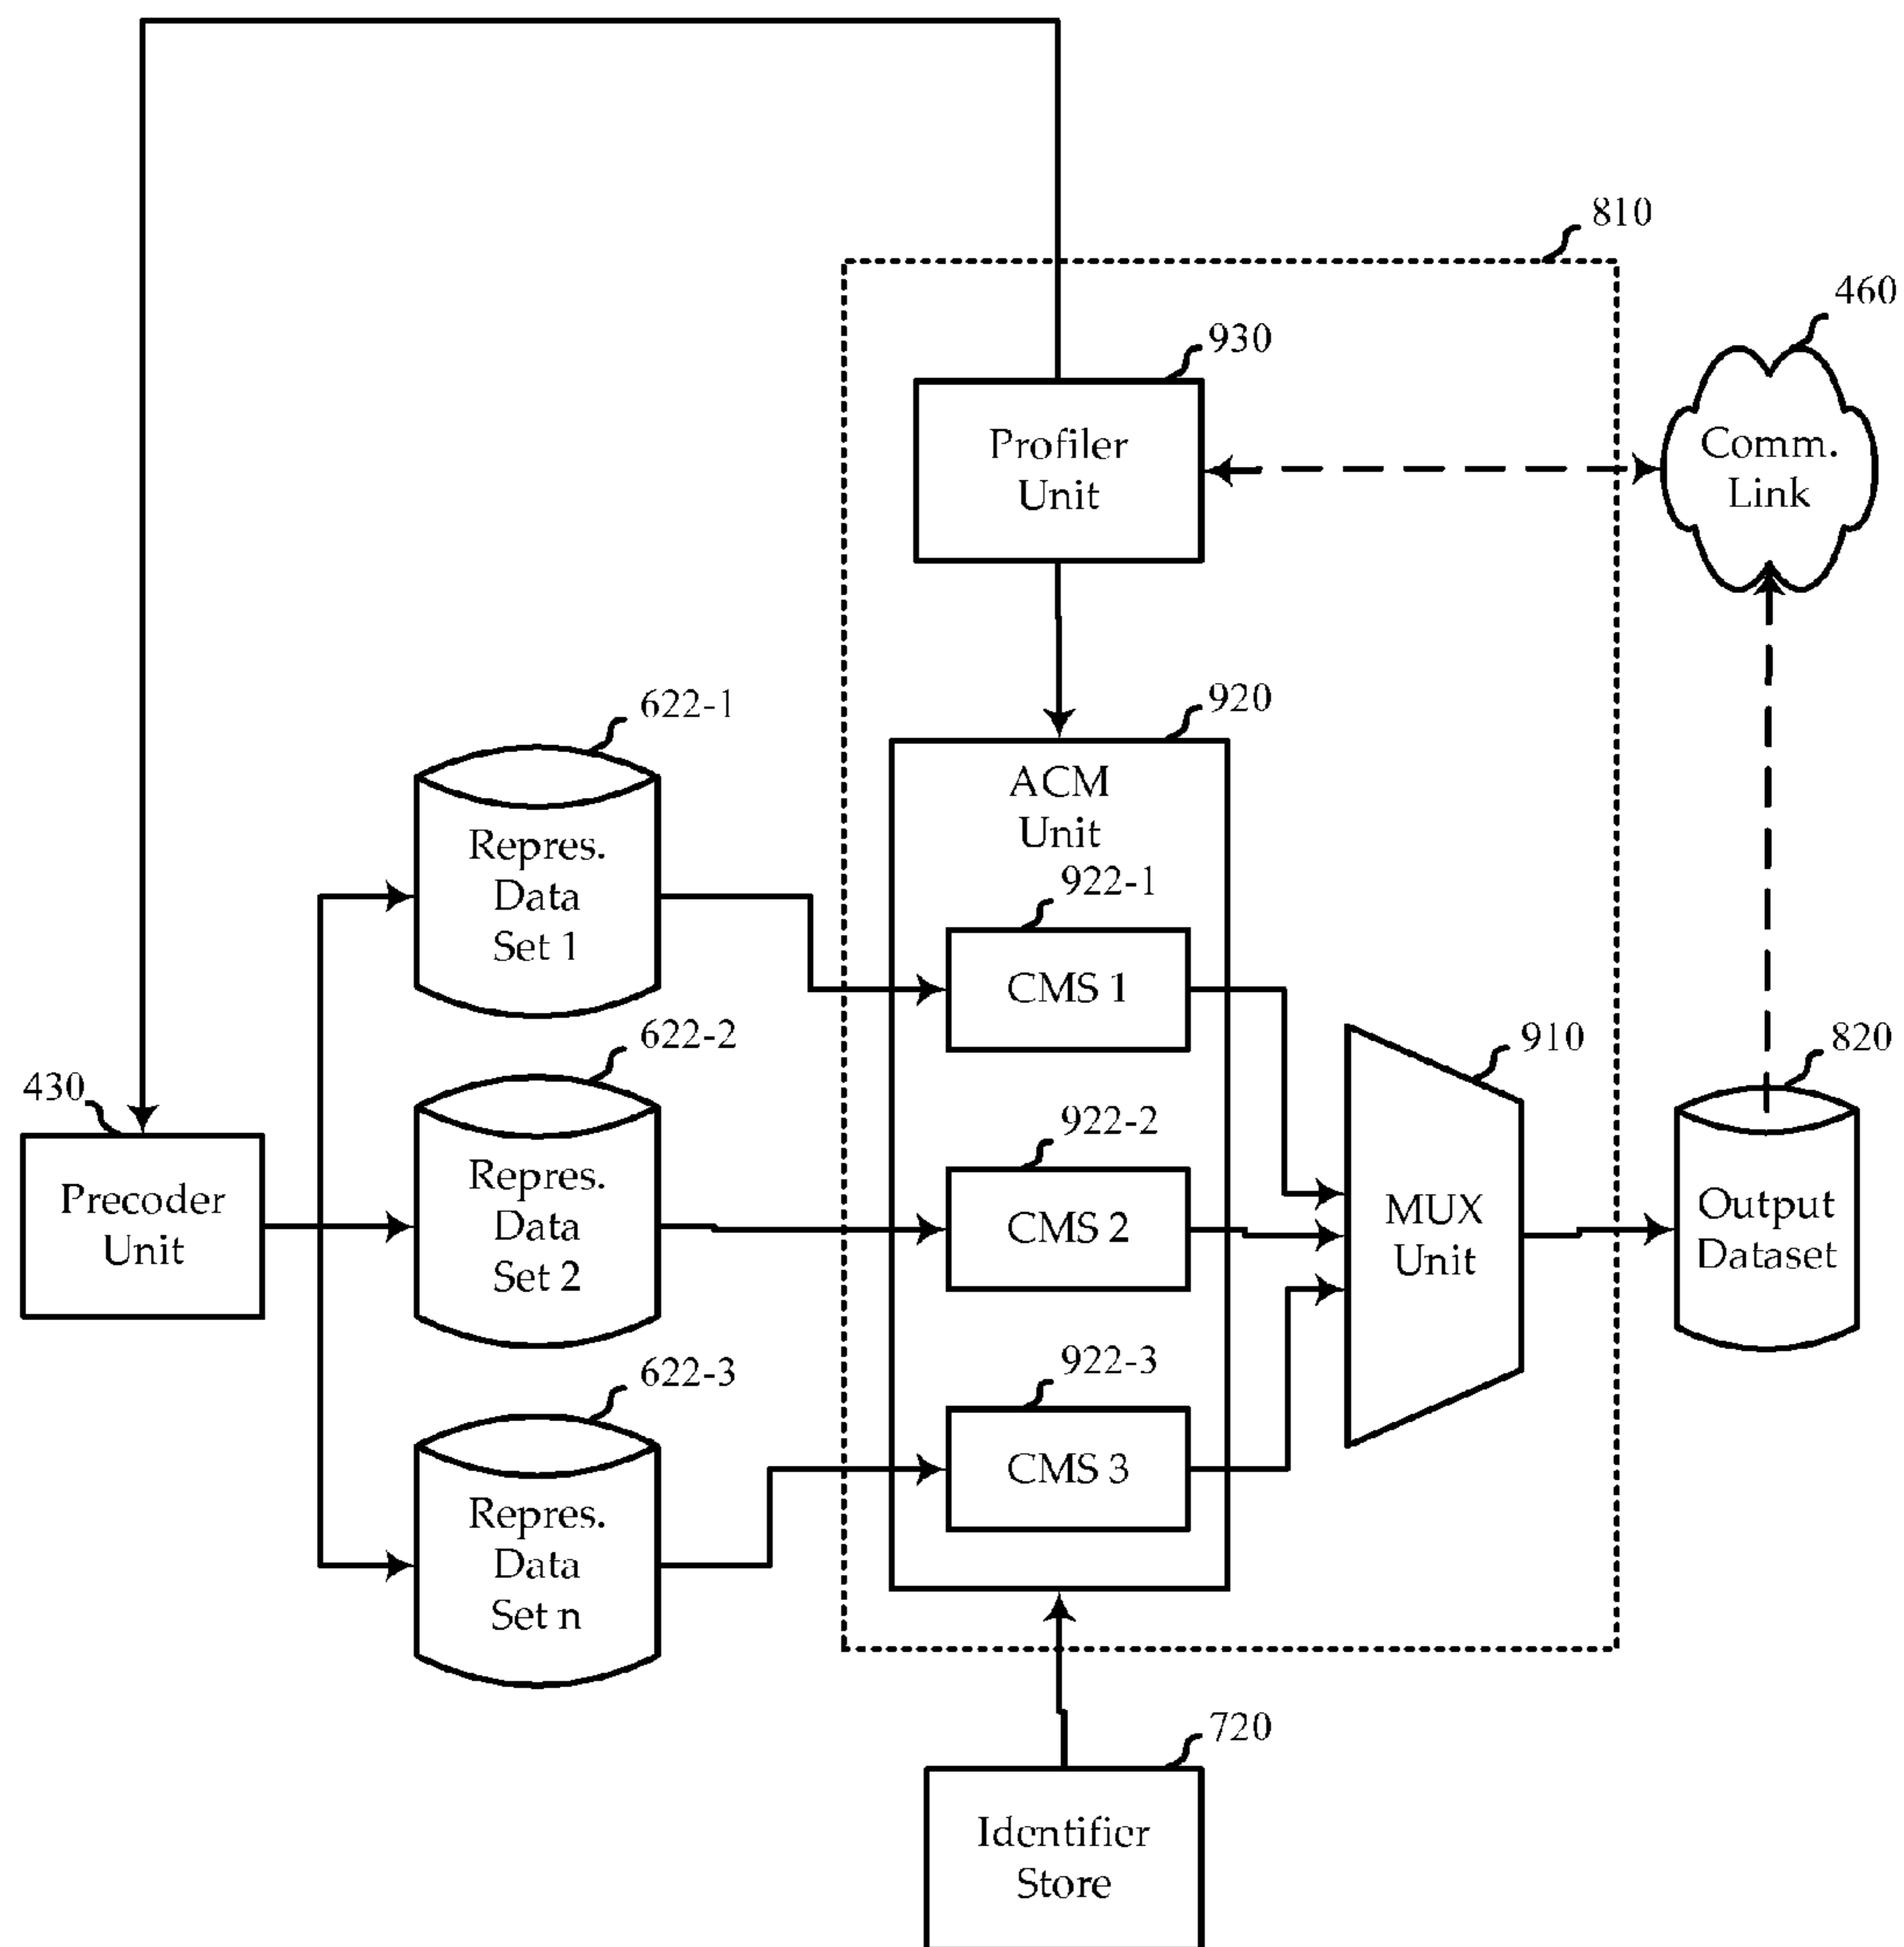 810
460
930
Profiler
Unit
Comm.
Link
622-1
920
ACM
Unit
Repres.
Data
Set 1
922-1
CMS 1
622-2
910
820
430
922-2
Precoder
Unit
Repres.
Data
Set 2
CMS 2
MUX
Unit
Output
Dataset
622-3
922-3
CMS 3
Repres.
Data
Set n
720
Identifier
Store